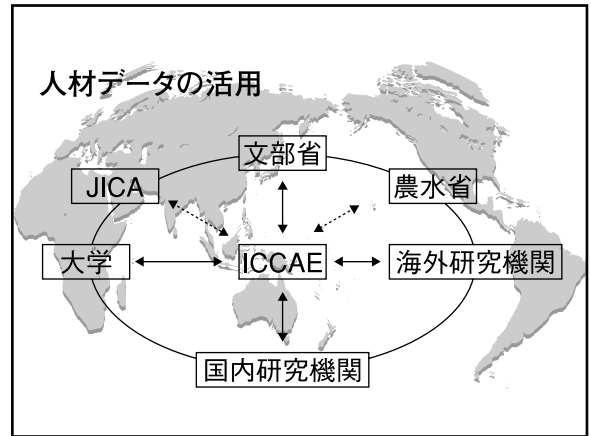 人材データの活用
文部省
JICA
農水省
大学
ICCAE
海外研究機関
国内研究機関